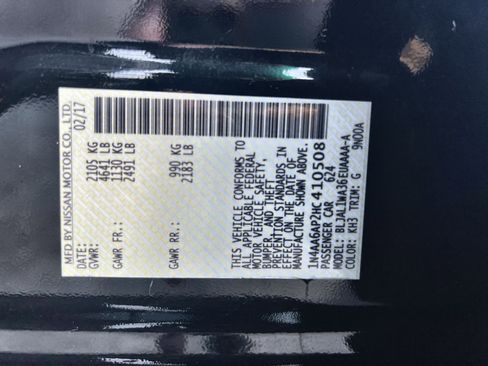 MFD BY NISSAN MOTOR CO., LTD.
DATE: 02/17
GVWR: 2105 KG
4641 LB
GAWR FR: 1130 KG
2491 LB
GAWR RR: 990 KG
2183 LB
THIS VEHICLE CONFORMS TO
ALL APPLICABLE FEDERAL
MOTOR VEHICLE SAFETY,
BUMPER, AND THEFT
PREVENTION STANDARDS IN
EFFECT ON THE DATE OF
MANUFACTURE SHOWN ABOVE.
1N4AA6AP2HC410508
PASSENGER CAR 624
MODEL: BLJALIWA36EUAAAA-A
COLOR: KH3 TRIM: G 9N00A